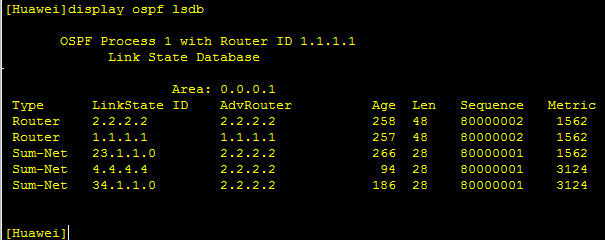 [Huawei]display ospf lsdb
OSPF Process 1 with Router ID 1.1.1.1
Link State Database
Area: 0.0.0.1
Type LinkState ID AdvRouter Age Len Sequence Metric
Router 2.2.2.2 2.2.2.2 258 48 80000002 1562
Router 1.1.1.1 1.1.1.1 257 48 80000002 1562
Sum-Net 23.1.1.0 2.2.2.2 266 28 80000001 1562
Sum-Net 4.4.4.4 2.2.2.2 94 28 80000001 3124
Sum-Net 34.1.1.0 2.2.2.2 186 28 80000001 3124
[Huawei]